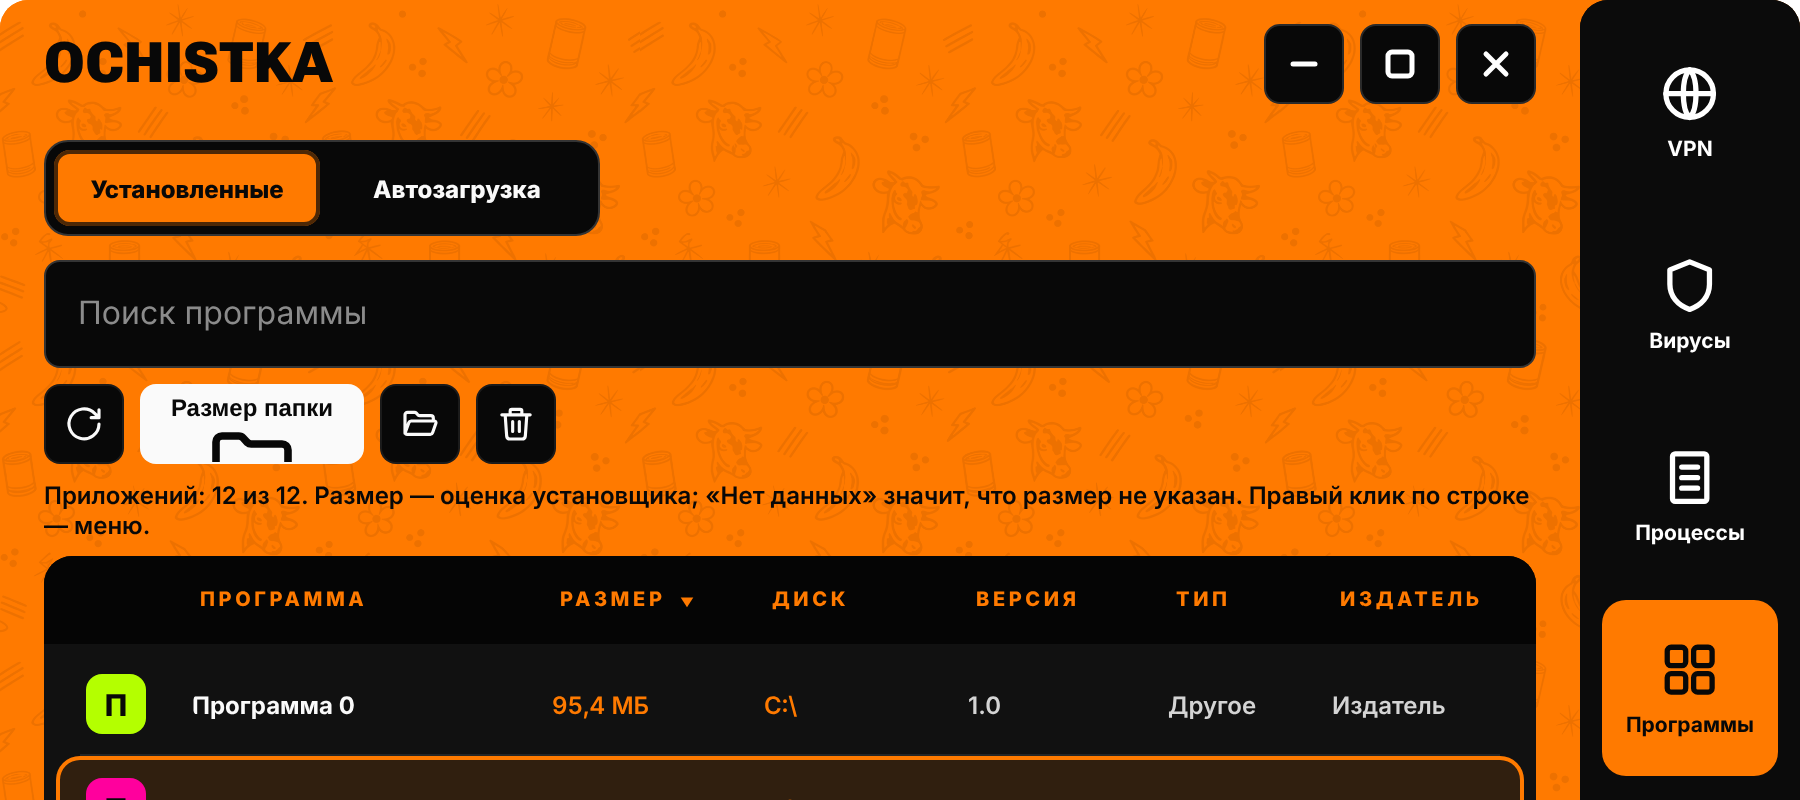 OCHISTKA
VPN
Установленные
Автозагрузка
Поиск программы
Вирусы
Размер папки
Приложений: 12 из 12. Размер — оценка установщика; «Нет данных» значит, что размер не указан. Правый клик по строке
— меню.
Процессы
ПРОГРАММА РАЗМЕР ▼ ДИСК ВЕРСИЯ ТИП ИЗДАТЕЛЬ
П Программа 0 95,4 МБ C:\ 1.0 Другое Издатель
Программы